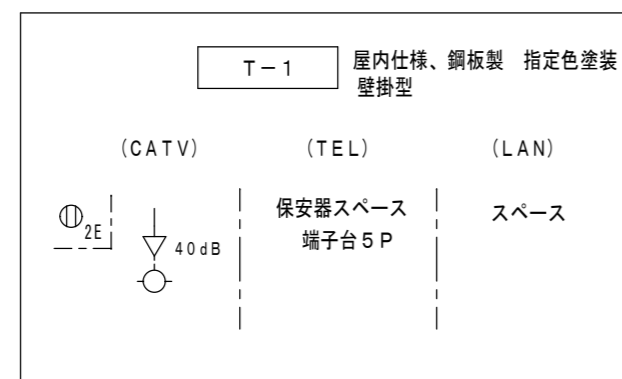 T－1
屋内仕様、鋼板製　指定色塗装
壁掛型
(CATV)
(TEL)
(LAN)
2E
40dB
保安器スペース
端子台5P
スペース